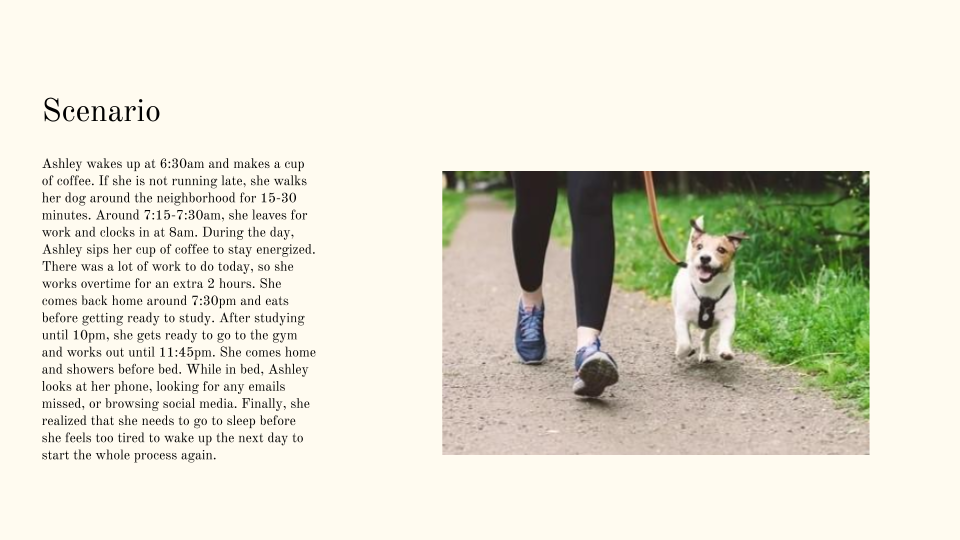 Scenario
Ashley wakes up at 6:30am and makes a cup
of coffee. If she is not running late, she walks
her dog around the neighborhood for 15-30
minutes. Around 7:15-7:30am, she leaves for
work and clocks in at 8am. During the day,
Ashley sips her cup of coffee to stay energized.
There was a lot of work to do today, so she
works overtime for an extra 2 hours. She
comes back home around 7:30pm and eats
before getting ready to study. After studying
until 10pm, she gets ready to go to the gym
and works out until 11:45pm. She comes home
and showers before bed. While in bed, Ashley
looks at her phone, looking for any emails
missed, or browsing social media. Finally, she
realized that she needs to go to sleep before
she feels too tired to wake up the next day to
start the whole process again.